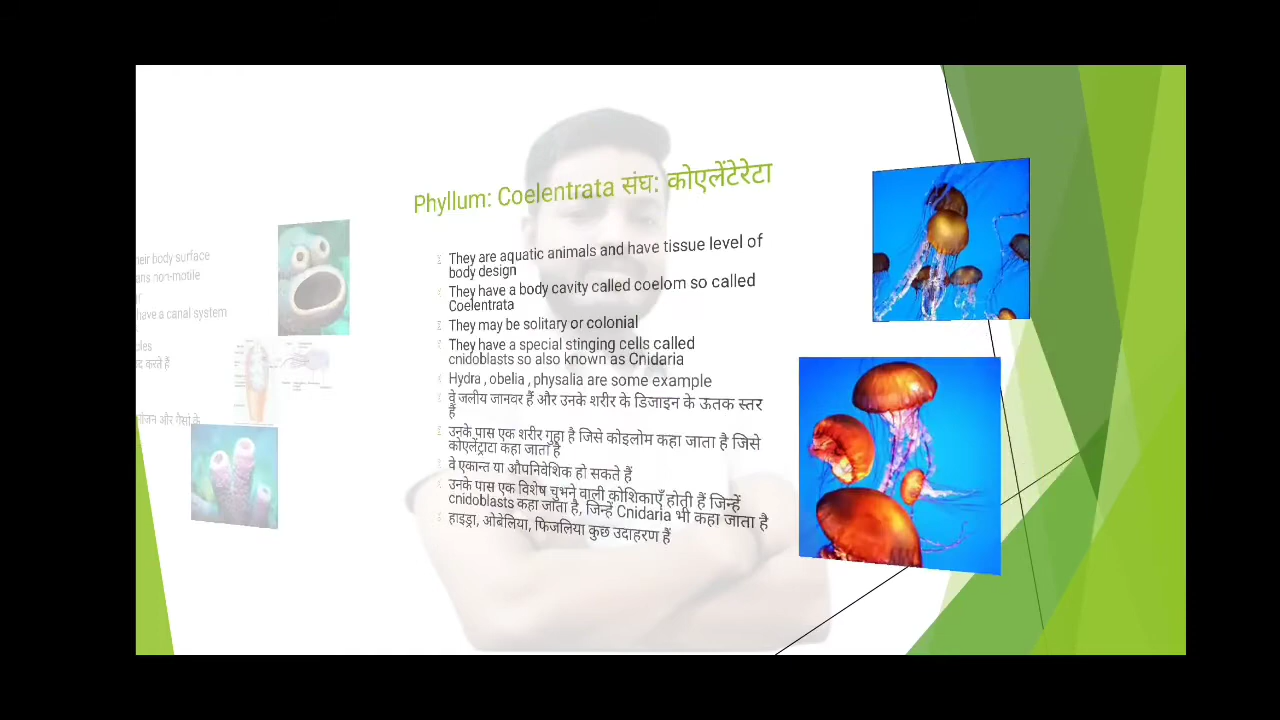 Phyllum: Coelentrata संघ: कोएलेंटेरेटा
They are aquatic animals and have tissue level of
body design
They have a body cavity called coelom so called
Coelentrata
They may be solitary or colonial
They have a special stinging cells called
cnidoblasts so also known as Cnidaria
Hydra , obelia , physalia are some example
वे जलीय जानवर हैं और उनके शरीर के डिजाइन के ऊतक स्तर
हैं
उनके पास एक शरीर गुहा है जिसे कोइलोम कहा जाता है जिसे
कोएलेंट्राटा कहा जाता है
वे एकान्त या औपनिवेशिक हो सकते हैं
उनके पास एक विशेष चुभने वाली कोशिकाएँ होती हैं जिन्हें
cnidoblasts कहा जाता है, जिन्हें Cnidaria भी कहा जाता है
हाइड्रा, ओबेलिया, फिजलिया कुछ उदाहरण हैं
body surface
non-motile
have a canal system
करते हैं
और गैसों के